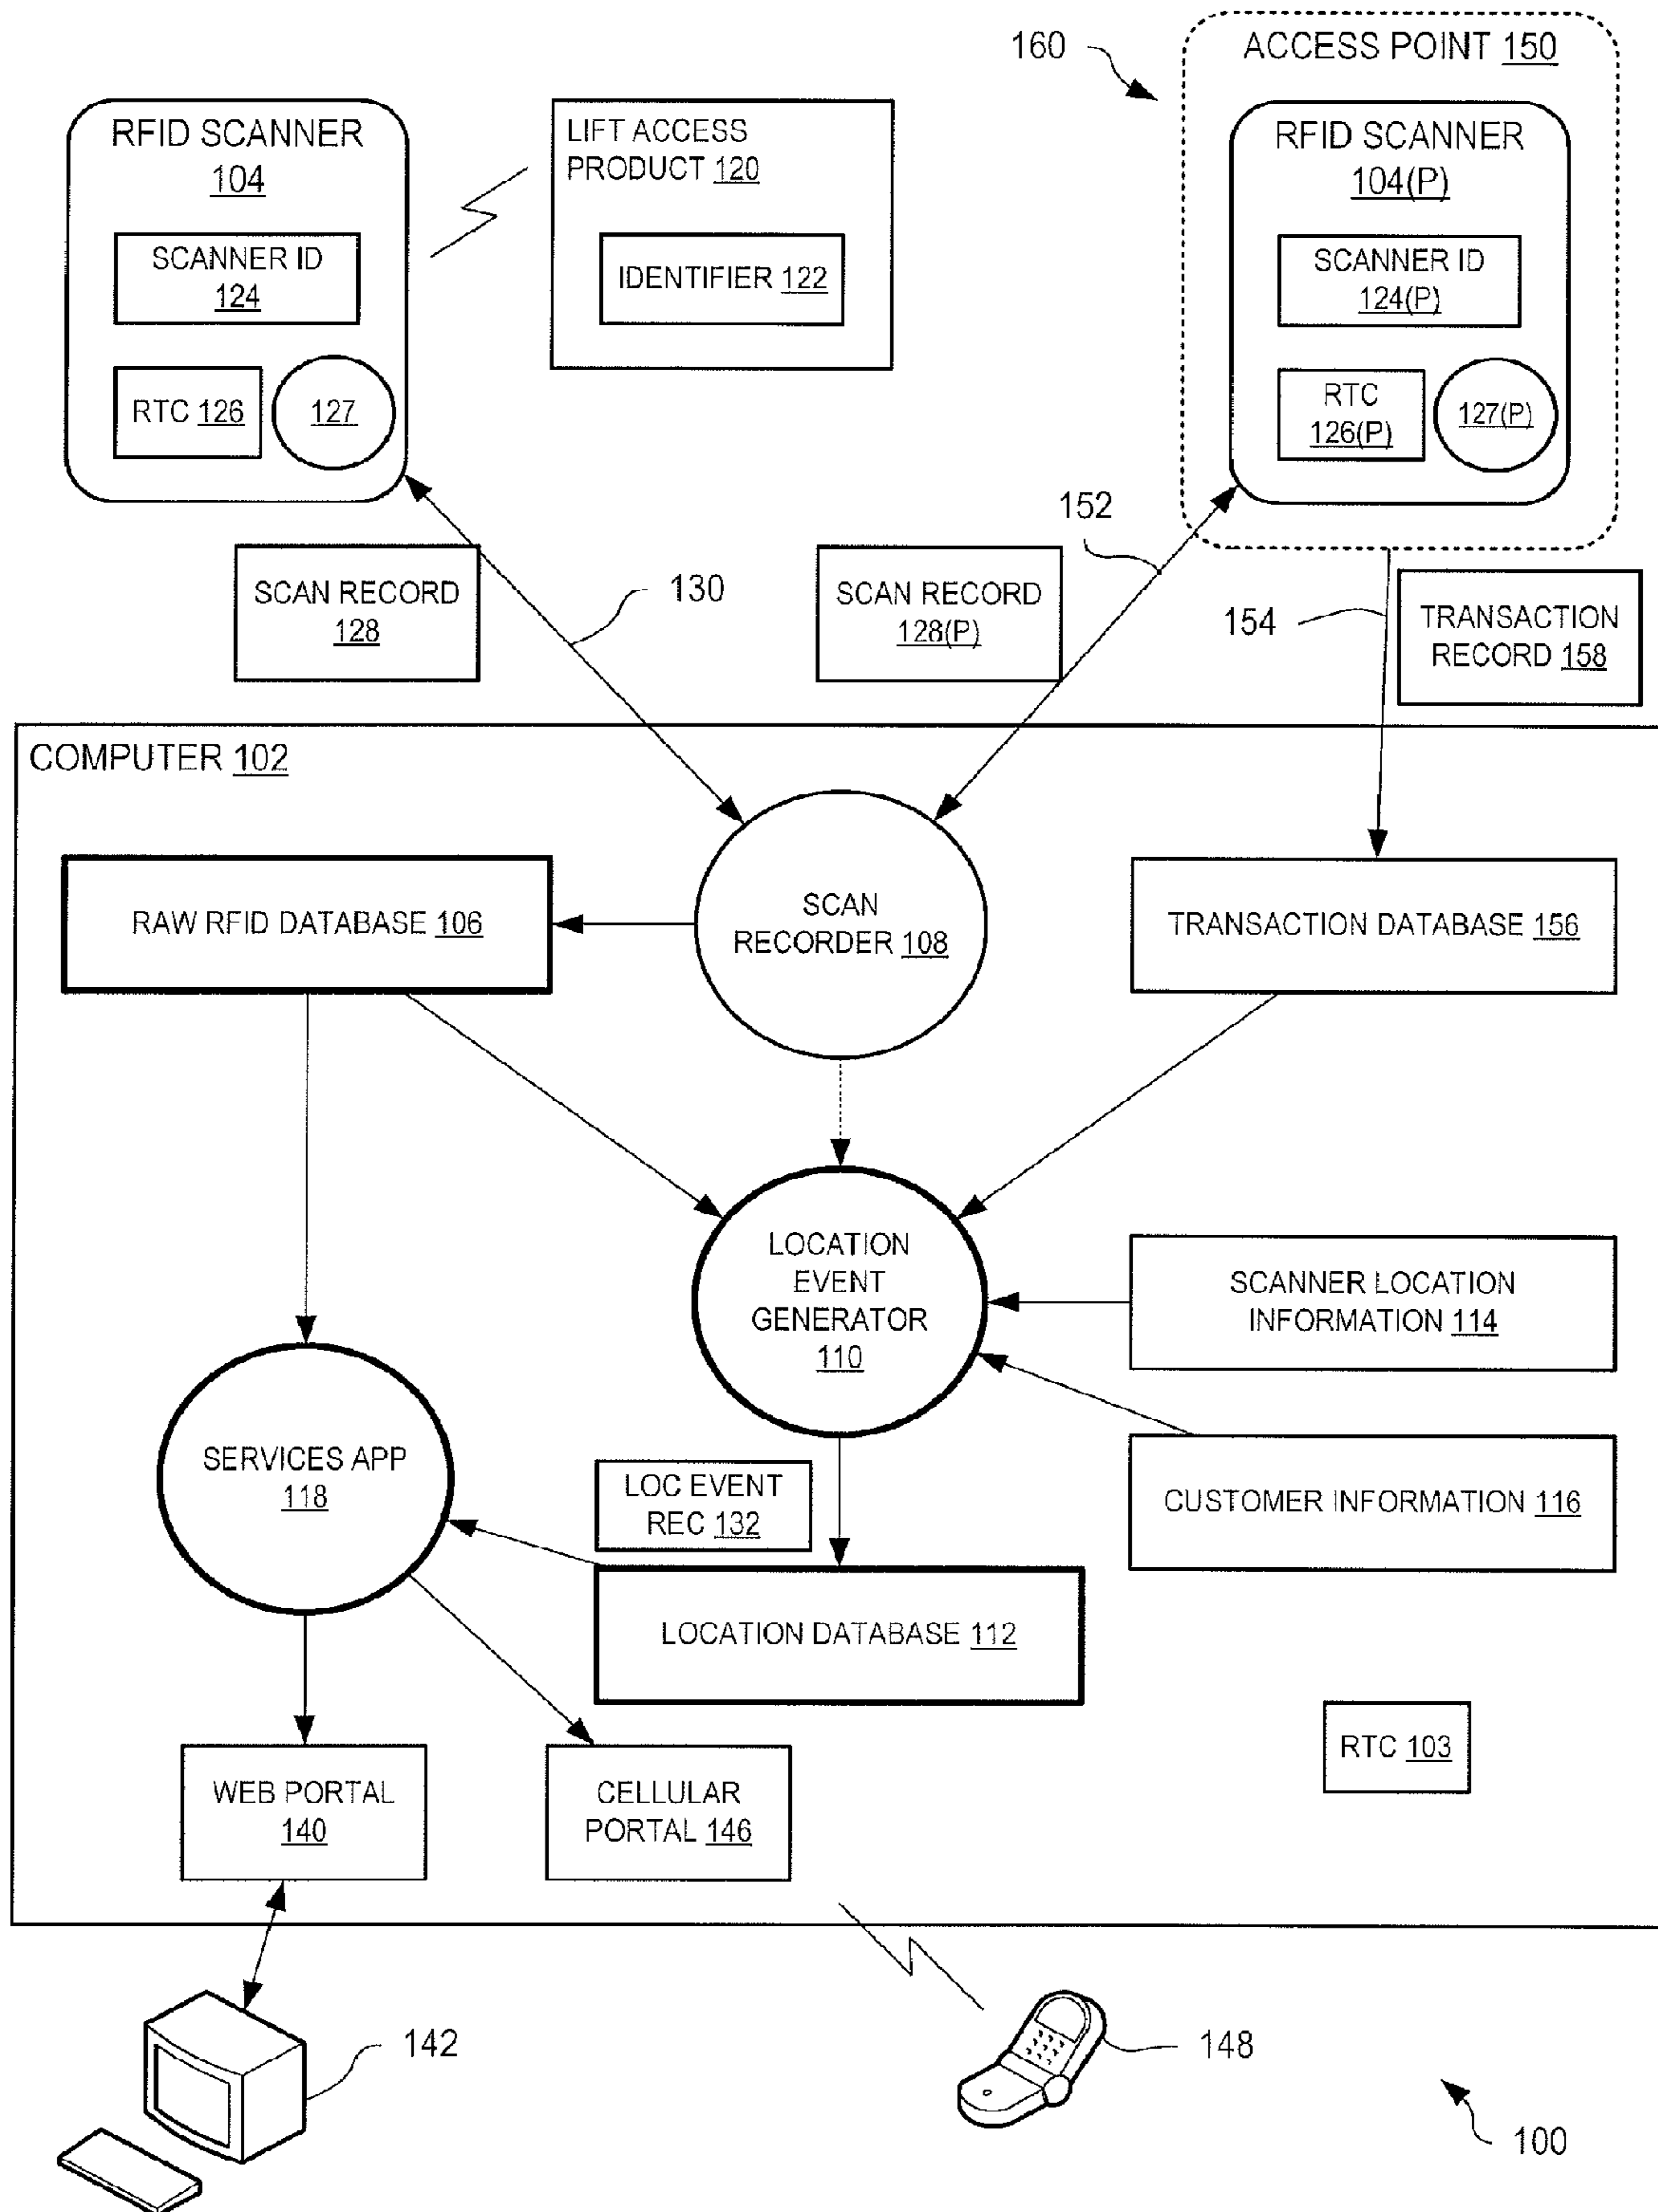 160
ACCESS POINT 150
RFID SCANNER
104
LIFT ACCESS
PRODUCT 120
RFID SCANNER
104(P)
SCANNER ID
124
IDENTIFIER 122
SCANNER ID
124(P)
RTC 126
127
RTC
126(P)
127(P)
152
SCAN RECORD
128
130
SCAN RECORD
128(P)
154
TRANSACTION
RECORD 158
COMPUTER 102
RAW RFID DATABASE 106
SCAN
RECORDER 108
TRANSACTION DATABASE 156
LOCATION
EVENT
GENERATOR
110
SCANNER LOCATION
INFORMATION 114
SERVICES APP
118
LOC EVENT
REC 132
CUSTOMER INFORMATION 116
LOCATION DATABASE 112
RTC 103
WEB PORTAL
140
CELLULAR
PORTAL 146
142
148
100